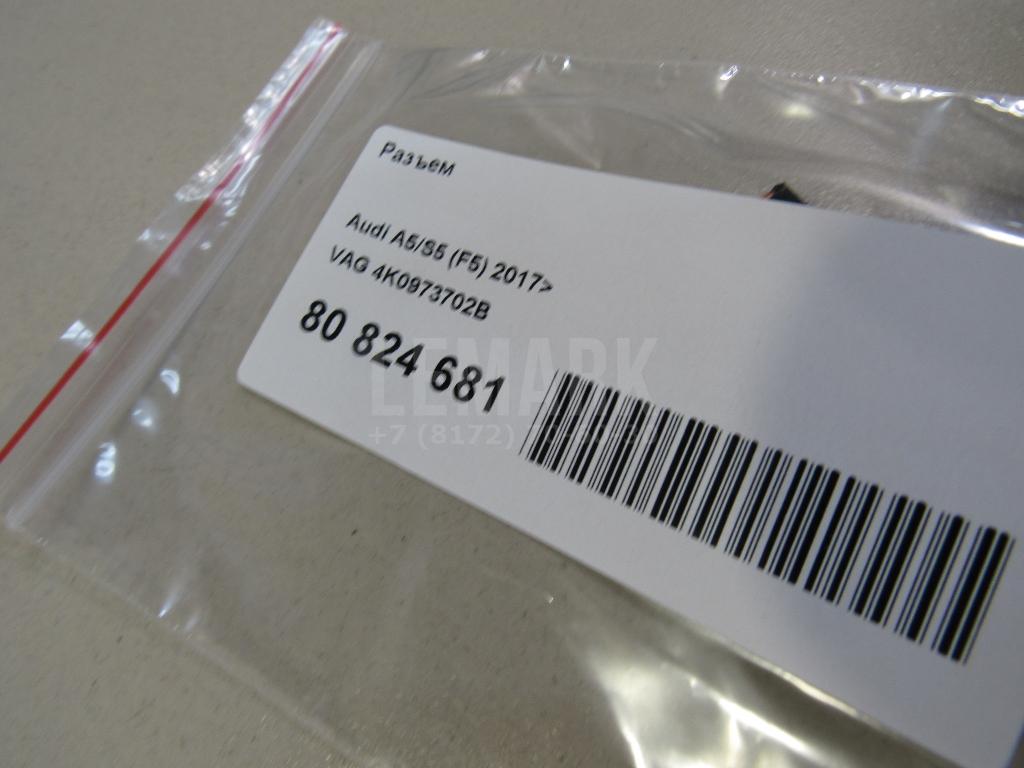 Разъем
Audi A5/S5 (F5) 2017>
VAG 4K0973702B
80 824 681
LEMARK
+7 (8172)